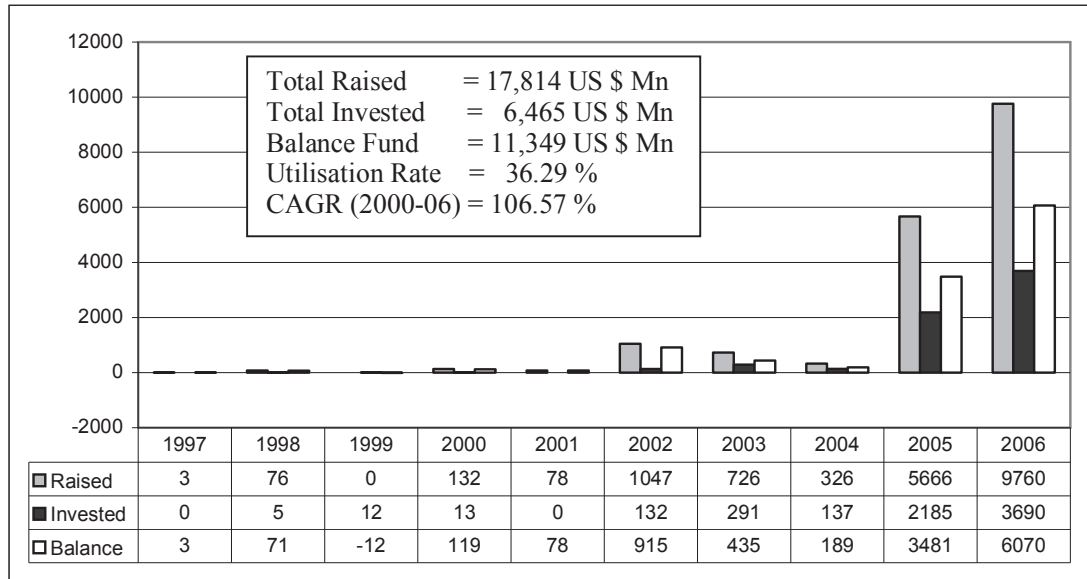 12000
10000
8000
6000
4000
2000
0
-2000
Total Raised = 17,814 US $ Mn
Total Invested = 6,465 US $ Mn
Balance Fund = 11,349 US $ Mn
Utilisation Rate = 36.29 %
CAGR (2000-06) = 106.57 %
1997 1998 1999 2000 2001 2002 2003 2004 2005 2006
Raised 3 76 0 132 78 1047 726 326 5666 9760
Invested 0 5 12 13 0 132 291 137 2185 3690
Balance 3 71 -12 119 78 915 435 189 3481 6070